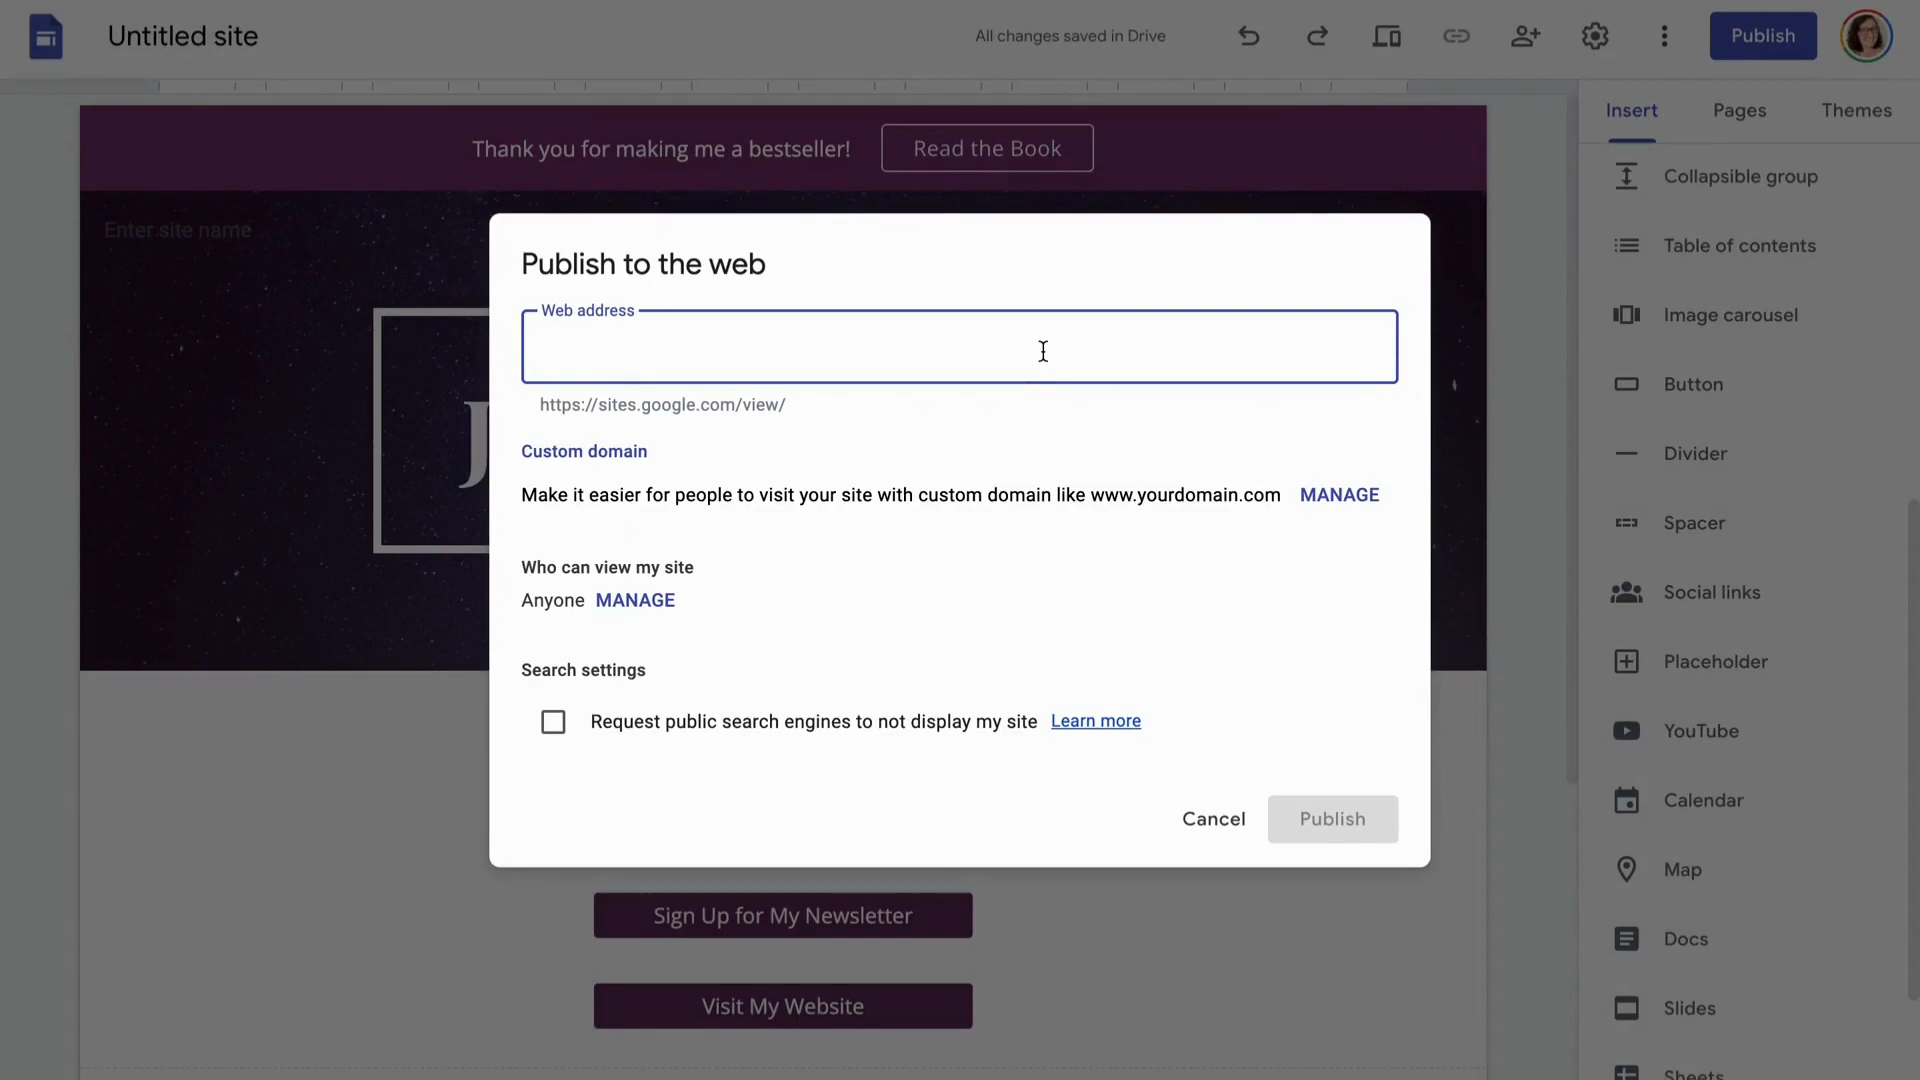 Untitled site
All changes saved in Drive
Publish
Thank you for making me a bestseller!
Read the Book
Enter site name
J
Publish to the web
Web address
https://sites.google.com/view/
Custom domain
Make it easier for people to visit your site with custom domain like www.yourdomain.com MANAGE
Who can view my site
Anyone MANAGE
Search settings
Request public search engines to not display my site Learn more
Cancel
Publish
Sign Up for My Newsletter
Visit My Website
Insert
Pages
Themes
Collapsible group
Table of contents
Image carousel
Button
Divider
Spacer
Social links
Placeholder
YouTube
Calendar
Map
Docs
Slides
Sheets